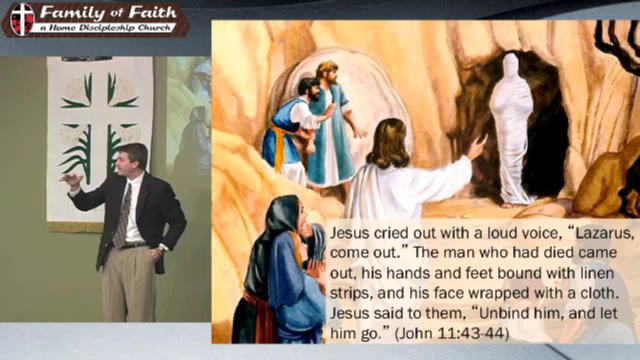 Family of Faith
a Home Discipleship Church
Jesus cried out with a loud voice, “Lazarus,
come out.” The man who had died came
out, his hands and feet bound with linen
strips, and his face wrapped with a cloth.
Jesus said to them, “Unbind him, and let
him go.” (John 11:43-44)